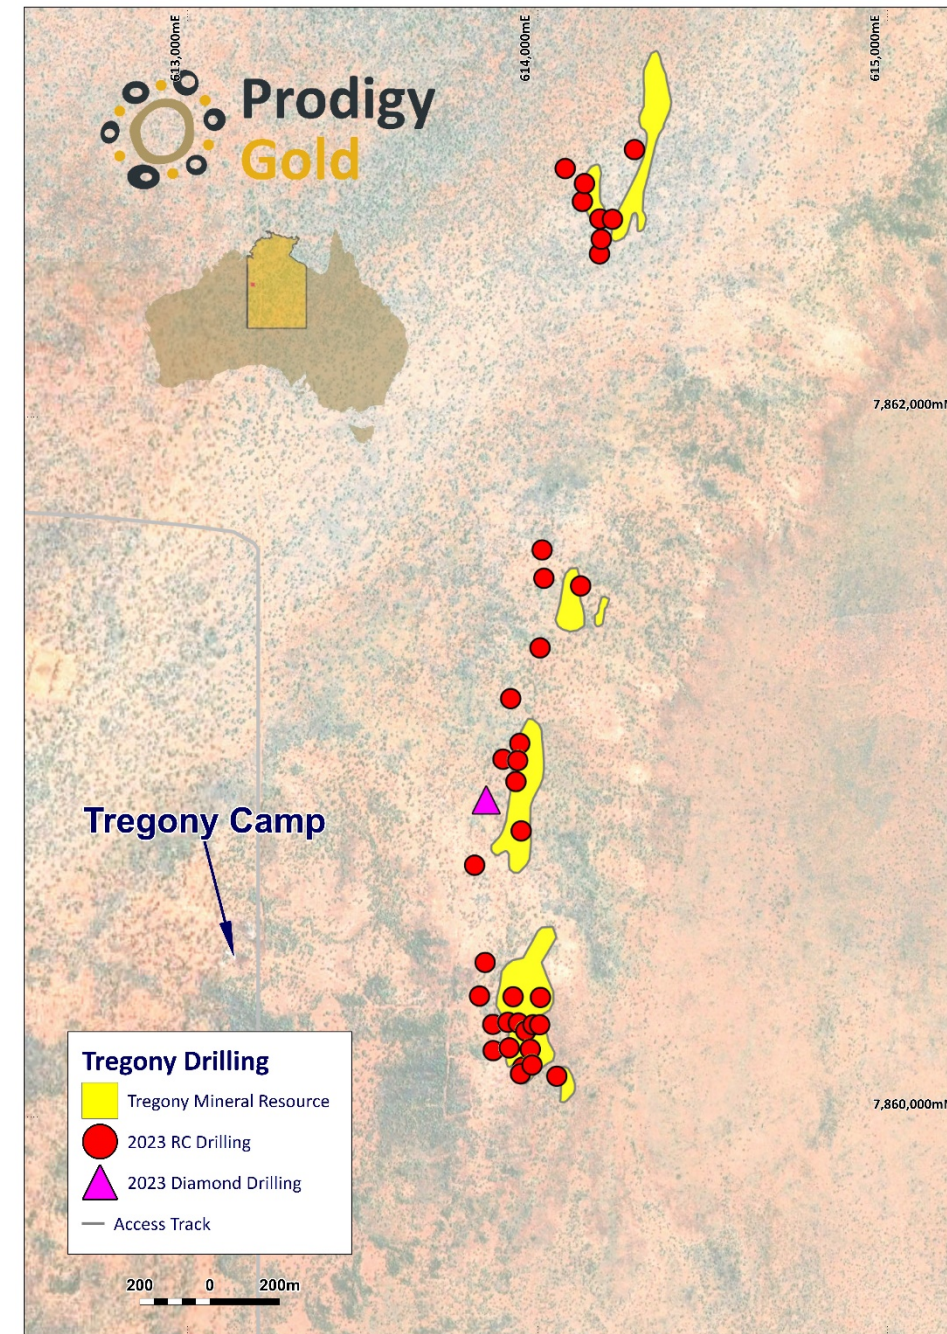 613,000mE
614,000mE
615,000mE
Prodigy
Gold
7,862,000mN
Tregony Camp
Tregony Drilling
Tregony Mineral Resource
2023 RC Drilling
2023 Diamond Drilling
Access Track
7,860,000mN
200 0 200m